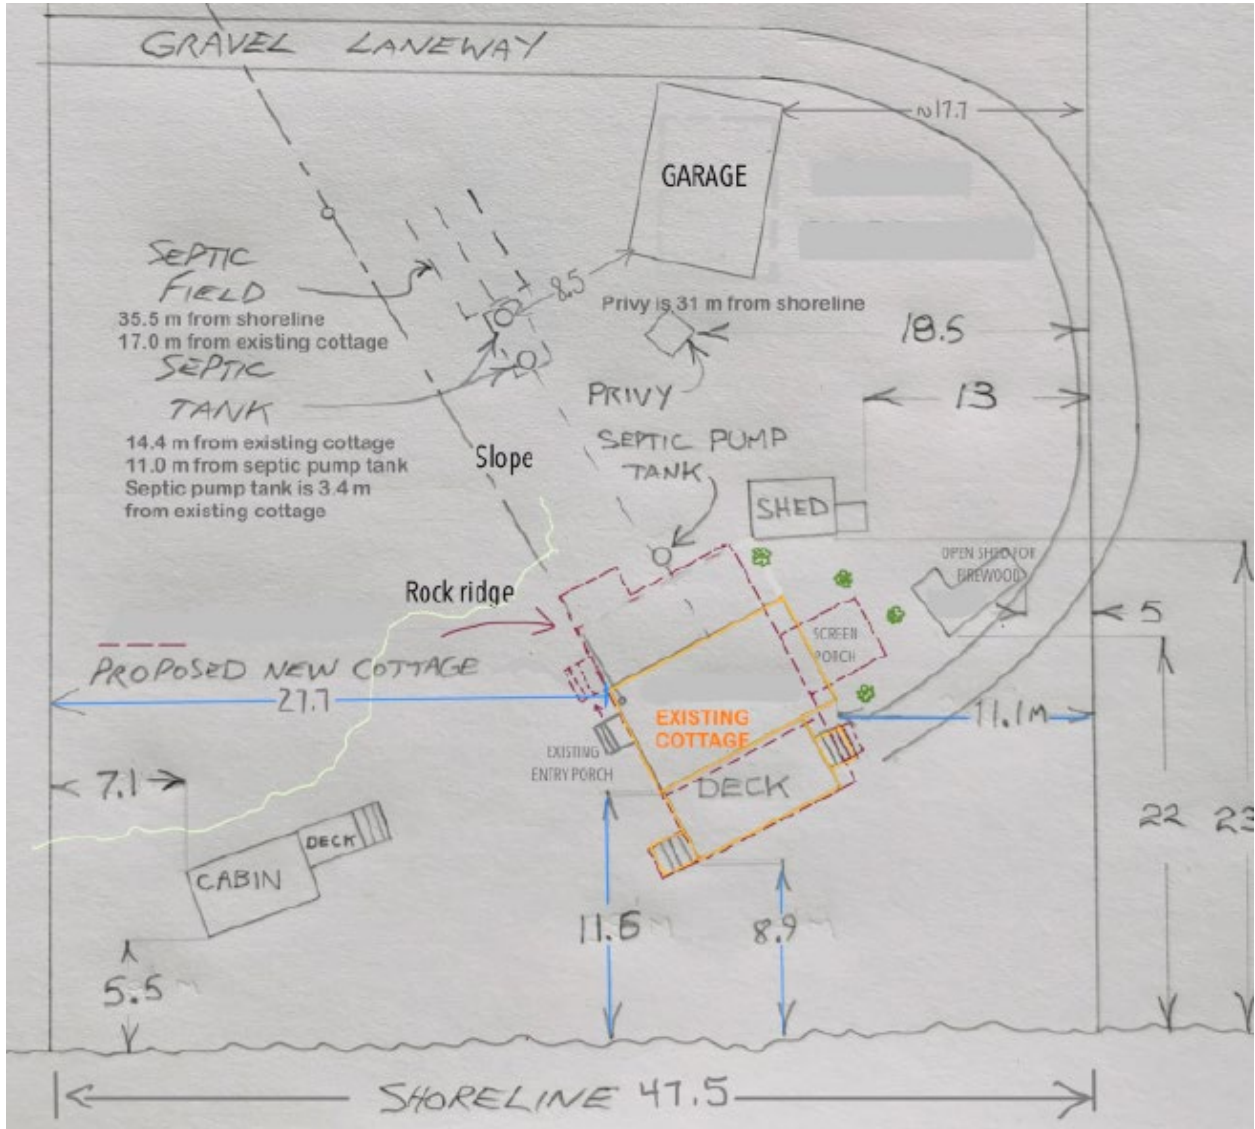 GRAVEL LANEWAY
~17.7
GARAGE
SEPTIC
FIELD
35.5 m from shoreline
17.0 m from existing cottage
8.5
Privy is 31 m from shoreline
18.5
SEPTIC
TANK
14.4 m from existing cottage
11.0 m from septic pump tank
Septic pump tank is 3.4 m
from existing cottage
PRIVY
13
SEPTIC PUMP
TANK
Slope
SHED
OPEN SHED FOR
FIREWOOD
Rock ridge
5
SCREEN
PORCH
PROPOSED NEW COTTAGE
27.7
EXISTING
COTTAGE
11.1M
EXISTING
ENTRY PORCH
DECK
7.1
22
23
DECK
CABIN
11.6
8.9 M
5.5 M
SHORELINE 47.5